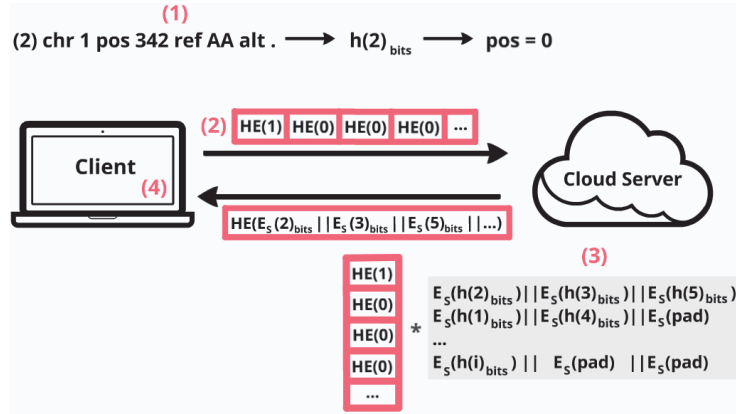 (1)
(2) chr 1 pos 342 ref AA alt . ⟶ h(2)bits ⟶ pos = 0
(2) HE(1) HE(0) HE(0) HE(0) ...
Client
(4)
Cloud Server
HE(ES(2)bits||ES(3)bits||ES(5)bits||...)
(3)
HE(1)
HE(0)
HE(0)
HE(0)
...
*
ES(h(2)bits)||ES(h(3)bits)||ES(h(5)bits)
ES(h(1)bits)||ES(h(4)bits)||ES(pad)
...
ES(h(i)bits) || ES(pad) ||ES(pad)